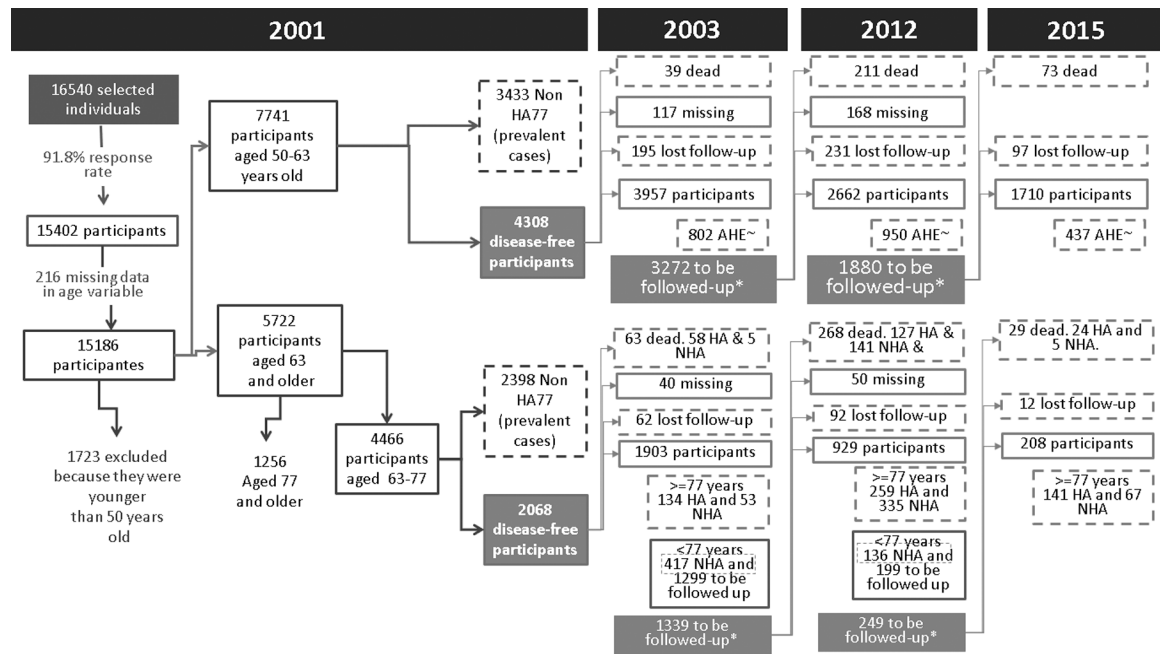 2001
2003
2012
2015
16540 selected
individuals
91.8% response
rate
15402 participants
216 missing data
in age variable
15186
participantes
1723 excluded
because they were
younger
than 50 years
old
7741
participants
aged 50-63
years old
5722
participants
aged 63
and older
1256
Aged 77
and older
4466
participants
aged 63-77
3433 Non
HA77
(prevalent
cases)
4308
disease-free
participants
2398 Non
HA77
(prevalent
cases)
2068
disease-free
participants
39 dead
117 missing
195 lost follow-up
3957 participants
802 AHE~
3272 to be
followed-up*
63 dead. 58 HA & 5
NHA
40 missing
62 lost follow-up
1903 participants
>=77 years
134 HA and 53
NHA
<77 years
417 NHA and
1299 to be
followed up
1339 to be
followed-up*
211 dead
168 missing
231 lost follow-up
2662 participants
950 AHE~
1880 to be
followed-up*
268 dead. 127 HA &
141 NHA &
50 missing
92 lost follow-up
929 participants
>=77 years
259 HA and
335 NHA
<77 years
136 NHA and
199 to be
followed up
249 to be
followed-up*
73 dead
97 lost follow-up
1710 participants
437 AHE~
29 dead. 24 HA and
5 NHA.
12 lost follow-up
208 participants
>=77 years
141 HA and 67
NHA